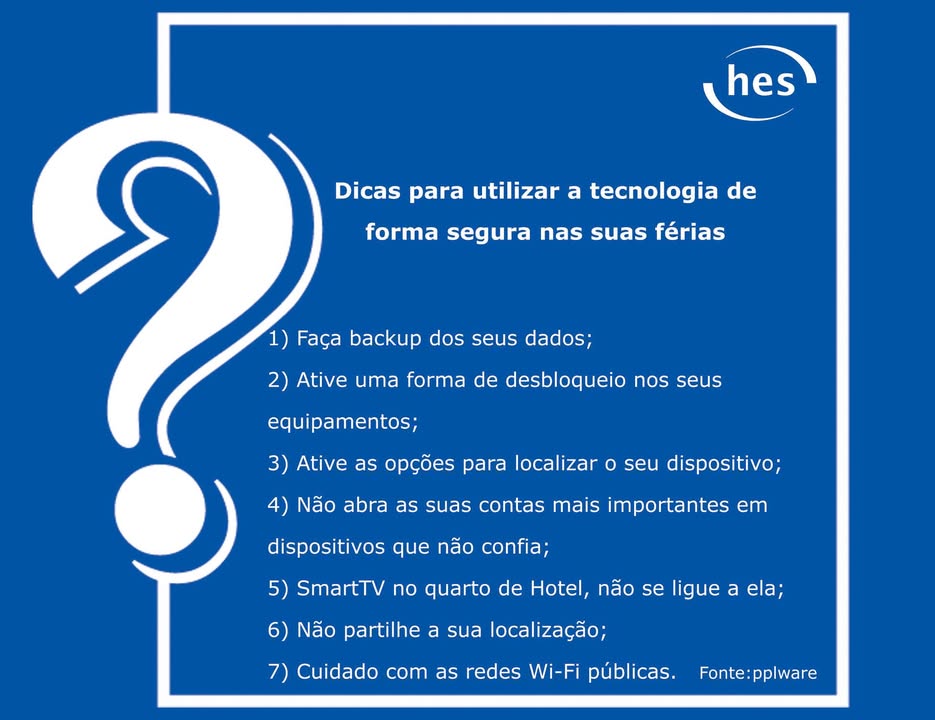 hes
Dicas para utilizar a tecnologia de
forma segura nas suas férias
1) Faça backup dos seus dados;
2) Ative uma forma de desbloqueio nos seus
equipamentos;
3) Ative as opções para localizar o seu dispositivo;
4) Não abra as suas contas mais importantes em
dispositivos que não confia;
5) SmartTV no quarto de Hotel, não se ligue a ela;
6) Não partilhe a sua localização;
7) Cuidado com as redes Wi-Fi públicas. Fonte:pplware